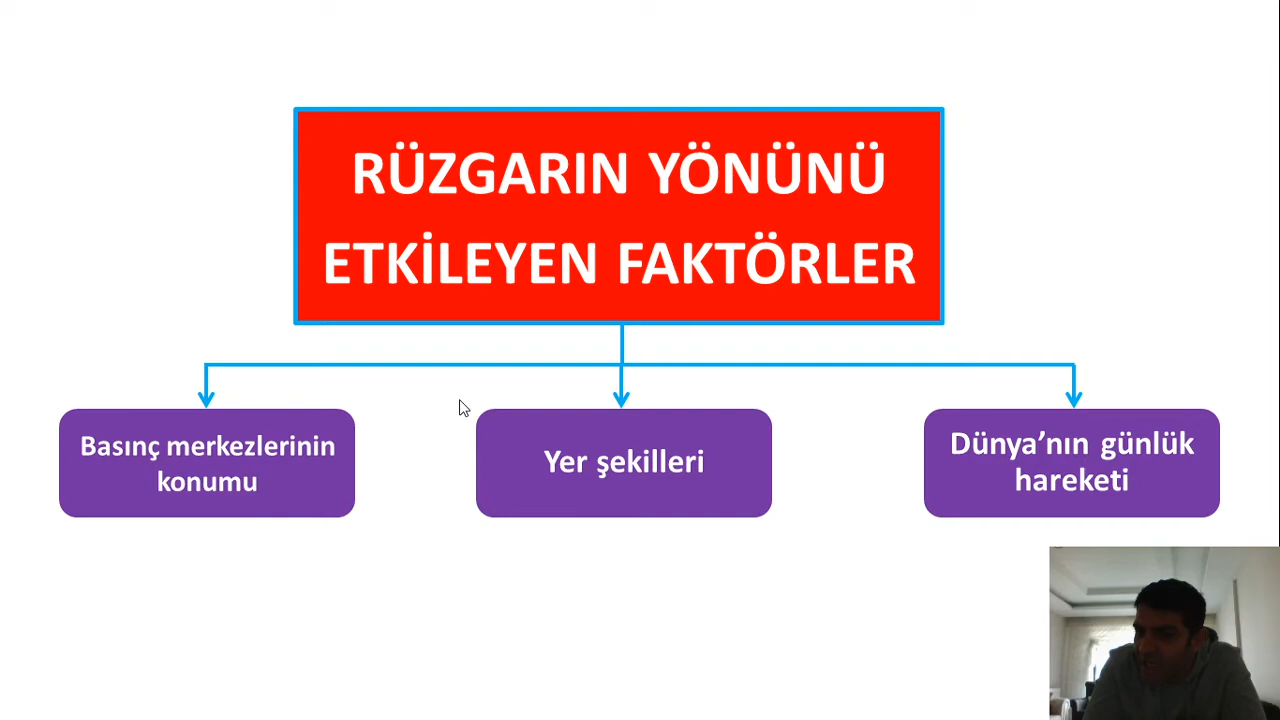 RÜZGARIN YÖNÜNÜ
ETKİLEYEN FAKTÖRLER
Basınç merkezlerinin
konumu
Yer şekilleri
Dünya’nın günlük
hareketi